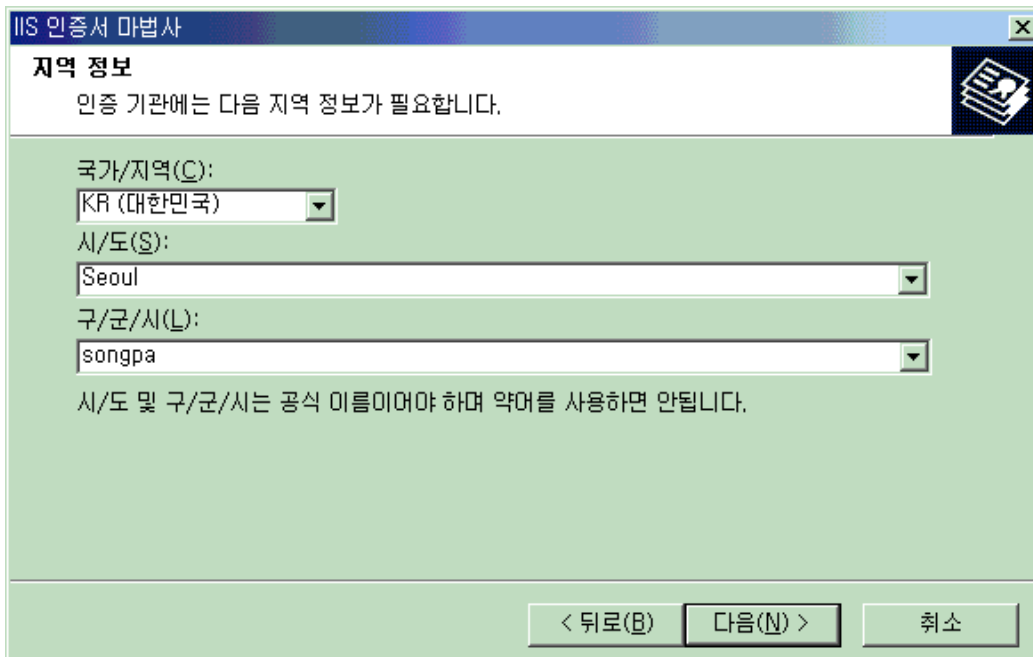 IIS 인증서 마법사
지역 정보
인증 기관에는 다음 지역 정보가 필요합니다.
국가/지역(C):
KR (대한민국)
시/도(S):
Seoul
구/군/시(L):
songpa
시/도 및 구/군/시는 공식 이름이어야 하며 약어를 사용하면 안됩니다.
< 뒤로(B) 다음(N) > 취소